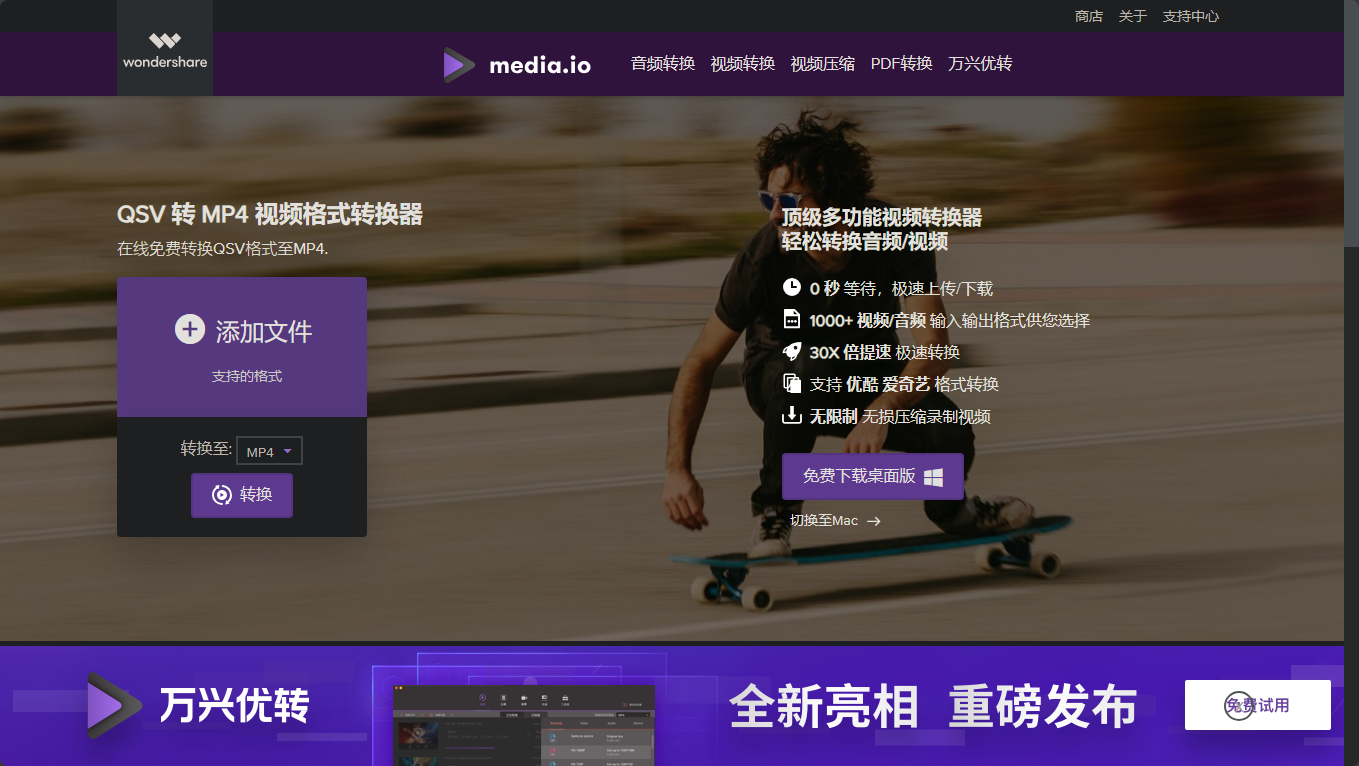 商店 关于 支持中心
wondershare
media.io 音频转换 视频转换 视频压缩 PDF转换 万兴优转
QSV 转 MP4 视频格式转换器
在线免费转换QSV格式至MP4.
添加文件
支持的格式
转换至: MP4
转换
顶级多功能视频转换器
轻松转换音频/视频
0 秒 等待，极速上传/下载
1000+ 视频/音频 输入输出格式供您选择
30X 倍提速 极速转换
支持 优酷 爱奇艺 格式转换
无限制 无损压缩录制视频
免费下载桌面版
切换至Mac →
万兴优转
全新亮相 重磅发布
免费试用